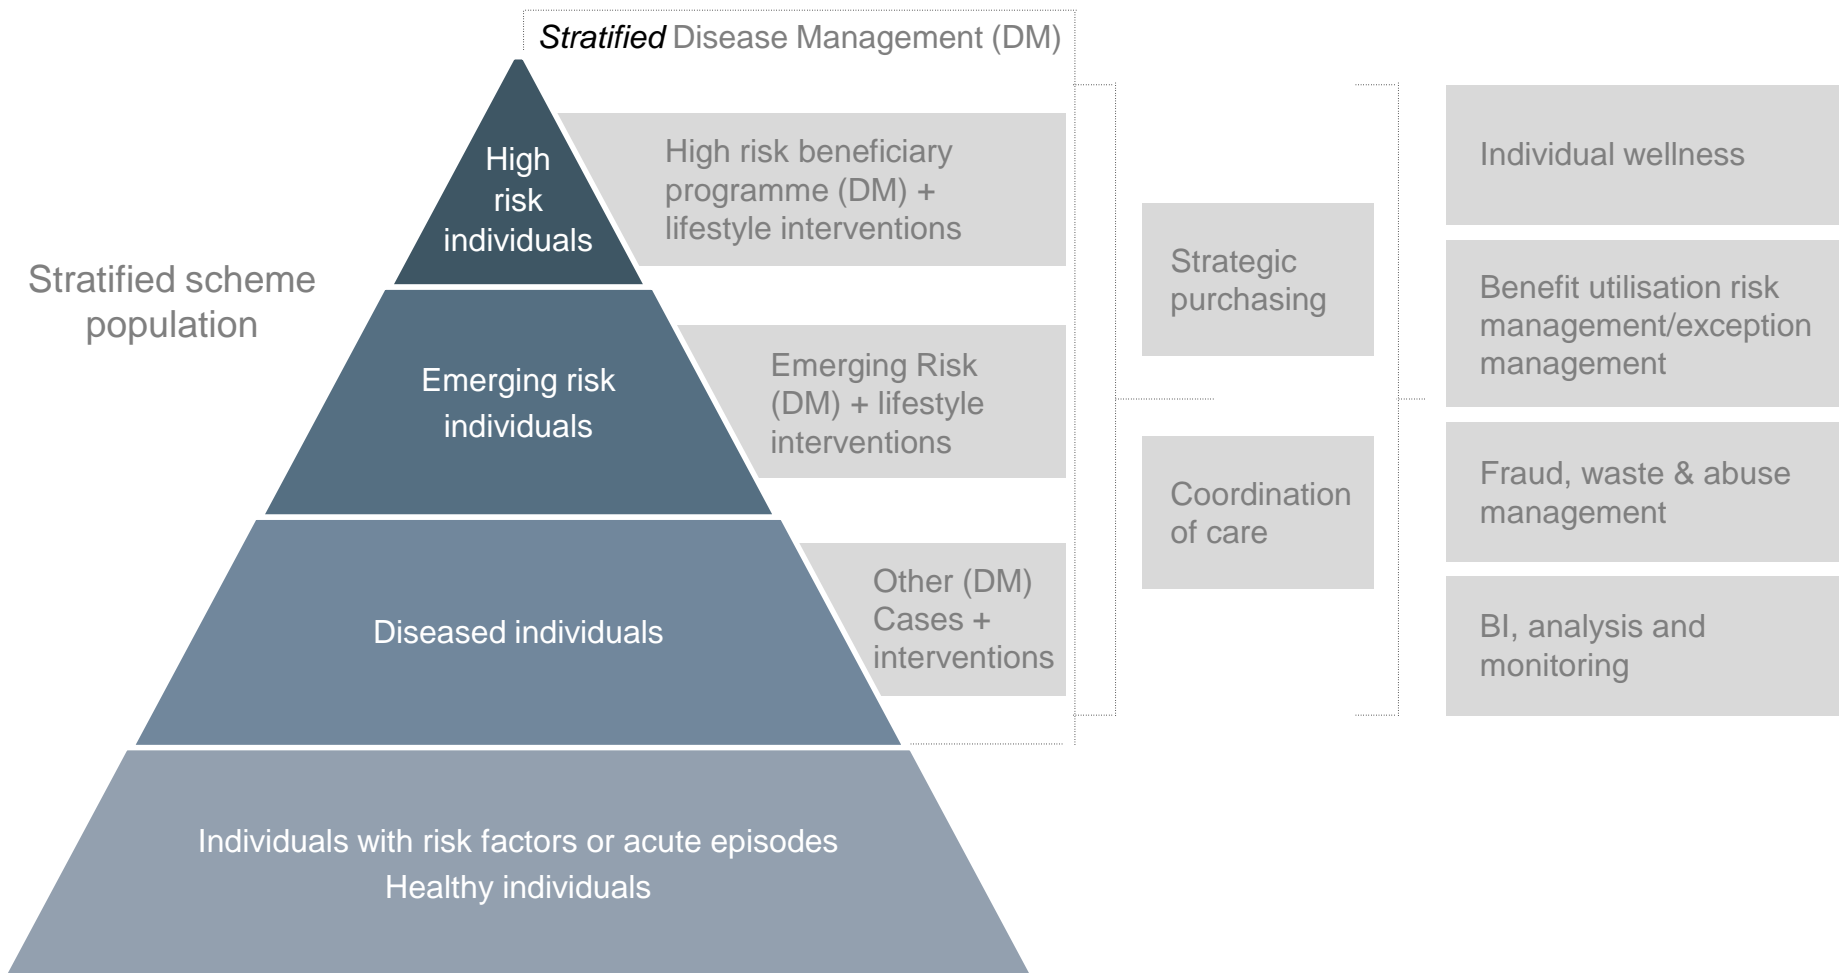 Stratified Disease Management (DM)
Stratified scheme
population
High
risk
individuals
Emerging risk
individuals
Diseased individuals
Individuals with risk factors or acute episodes
Healthy individuals
High risk beneficiary
programme (DM) +
lifestyle interventions
Emerging Risk
(DM) + lifestyle
interventions
Other (DM)
Cases +
interventions
Strategic
purchasing
Coordination
of care
Individual wellness
Benefit utilisation risk
management/exception
management
Fraud, waste & abuse
management
BI, analysis and
monitoring